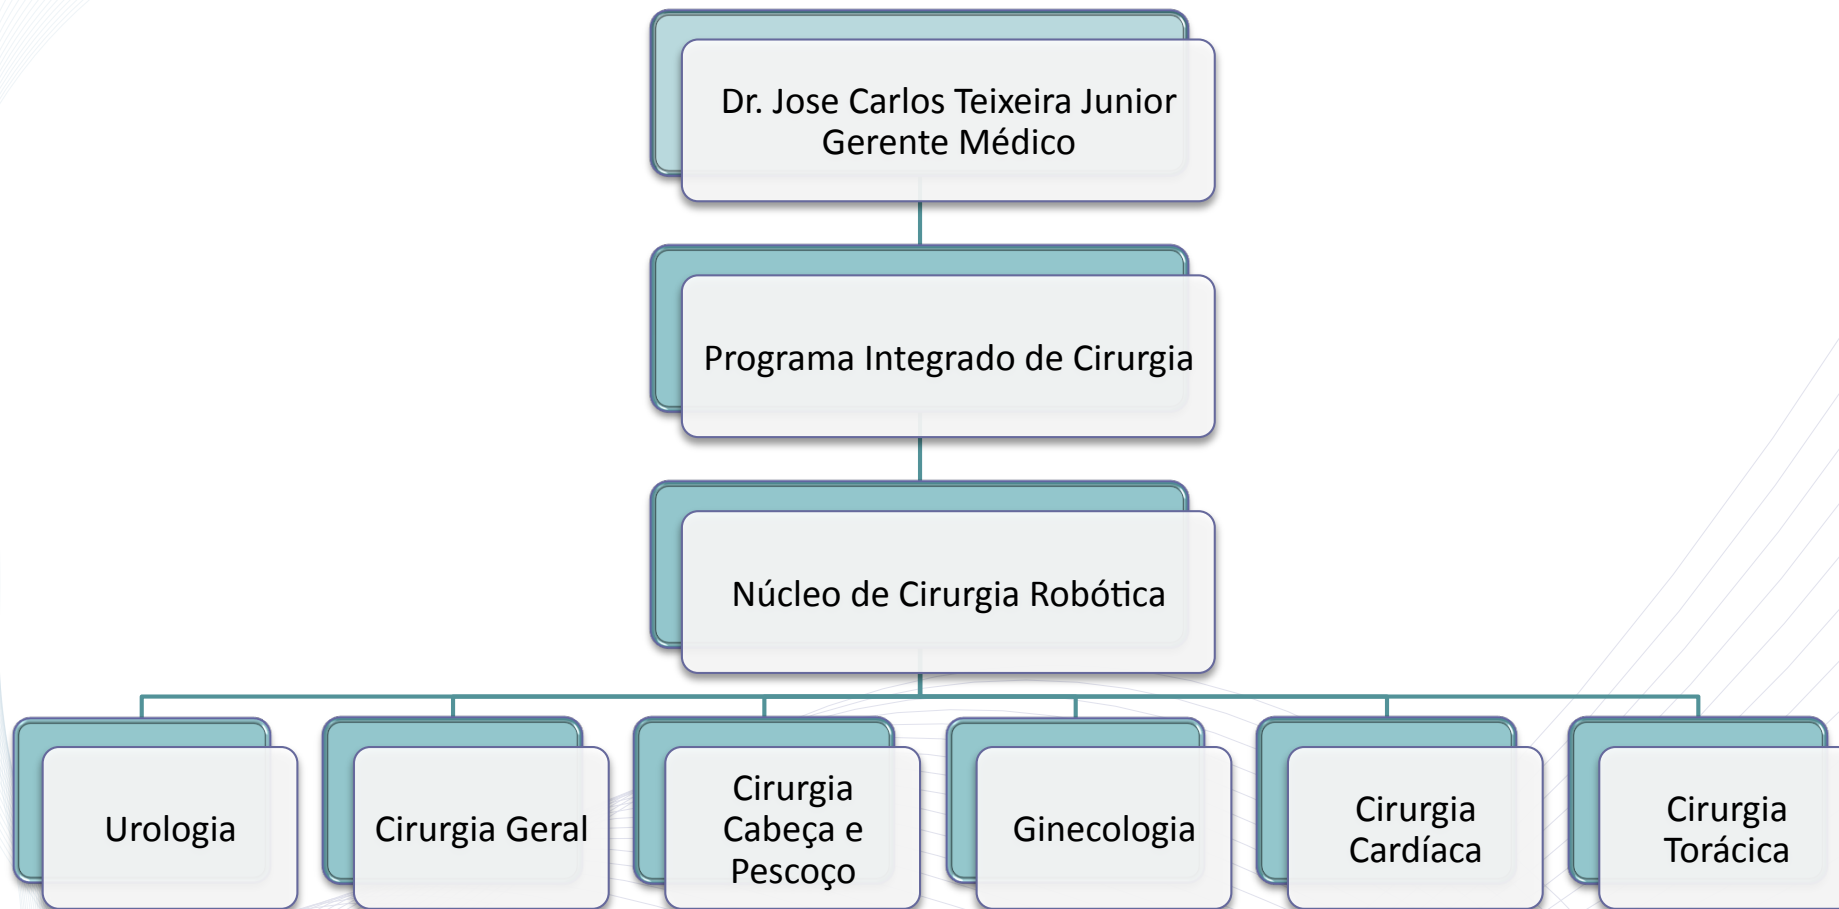 Dr. Jose Carlos Teixeira Junior
Gerente Médico
Programa Integrado de Cirurgia
Núcleo de Cirurgia Robótica
Urologia
Cirurgia Geral
Cirurgia
Cabeça e
Pescoço
Ginecologia
Cirurgia
Cardíaca
Cirurgia
Torácica